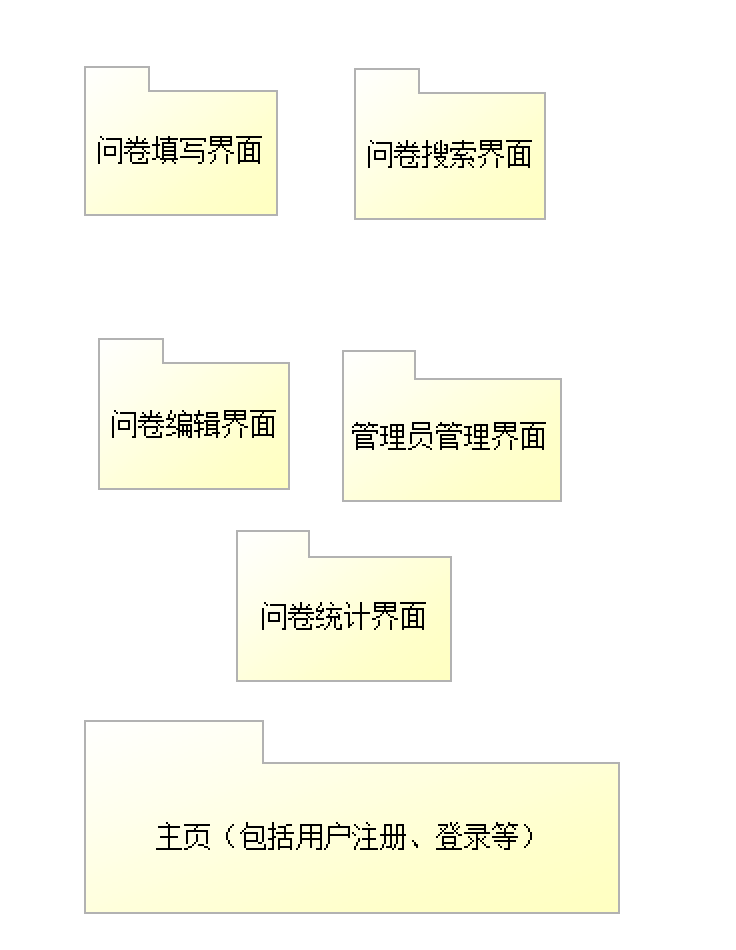 问卷填写界面
问卷搜索界面
问卷编辑界面
管理员管理界面
问卷统计界面
主页（包括用户注册、登录等）